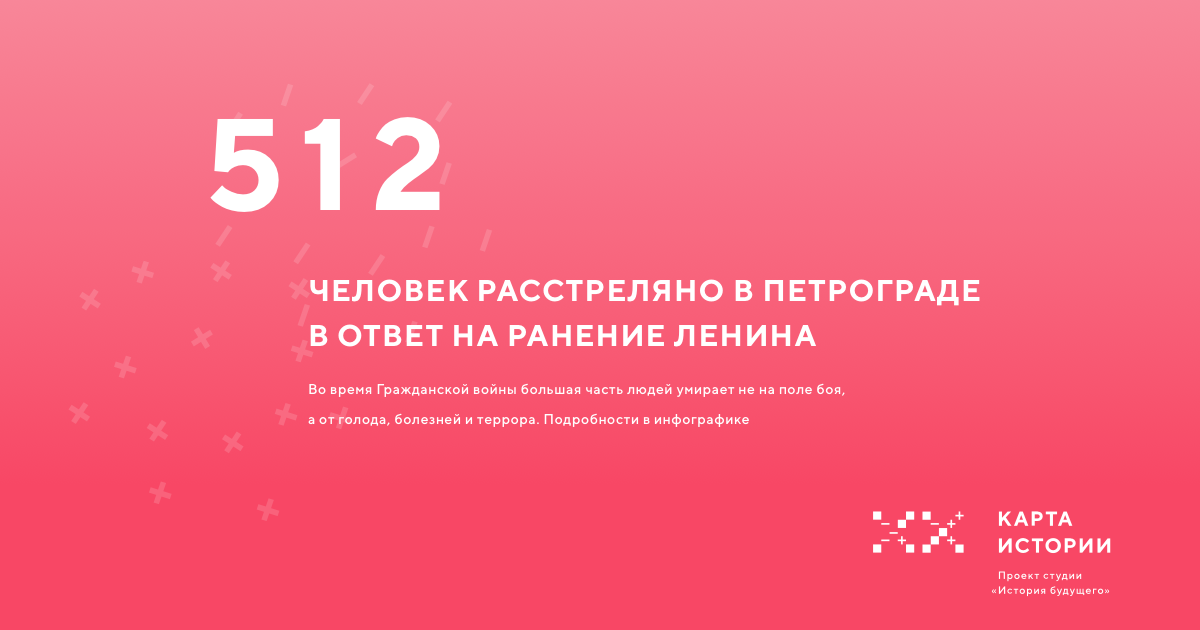 512
ЧЕЛОВЕК РАССТРЕЛЯНО В ПЕТРОГРАДЕ
В ОТВЕТ НА РАНЕНИЕ ЛЕНИНА
Во время Гражданской войны большая часть людей умирает не на поле боя,
а от голода, болезней и террора. Подробности в инфографике
КАРТА
ИСТОРИИ
Проект студии
«История будущего»